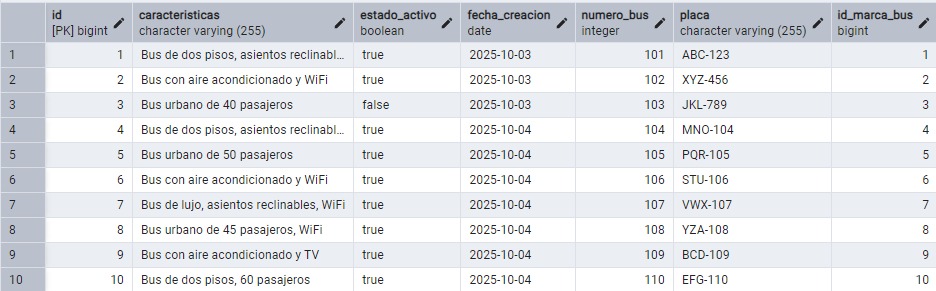 id caracteristicas estado_activo fecha_creacion numero_bus placa id_marca_bus
[PK] bigint character varying (255) boolean date integer character varying (255) bigint
1 1 Bus de dos pisos, asientos reclinabl... true 2025-10-03 101 ABC-123 1
2 2 Bus con aire acondicionado y WiFi true 2025-10-03 102 XYZ-456 2
3 3 Bus urbano de 40 pasajeros false 2025-10-03 103 JKL-789 3
4 4 Bus de dos pisos, asientos reclinabl... true 2025-10-04 104 MNO-104 4
5 5 Bus urbano de 50 pasajeros true 2025-10-04 105 PQR-105 5
6 6 Bus con aire acondicionado y WiFi true 2025-10-04 106 STU-106 6
7 7 Bus de lujo, asientos reclinables, WiFi true 2025-10-04 107 VWX-107 7
8 8 Bus urbano de 45 pasajeros, WiFi true 2025-10-04 108 YZA-108 8
9 9 Bus con aire acondicionado y TV true 2025-10-04 109 BCD-109 9
10 10 Bus de dos pisos, 60 pasajeros true 2025-10-04 110 EFG-110 10